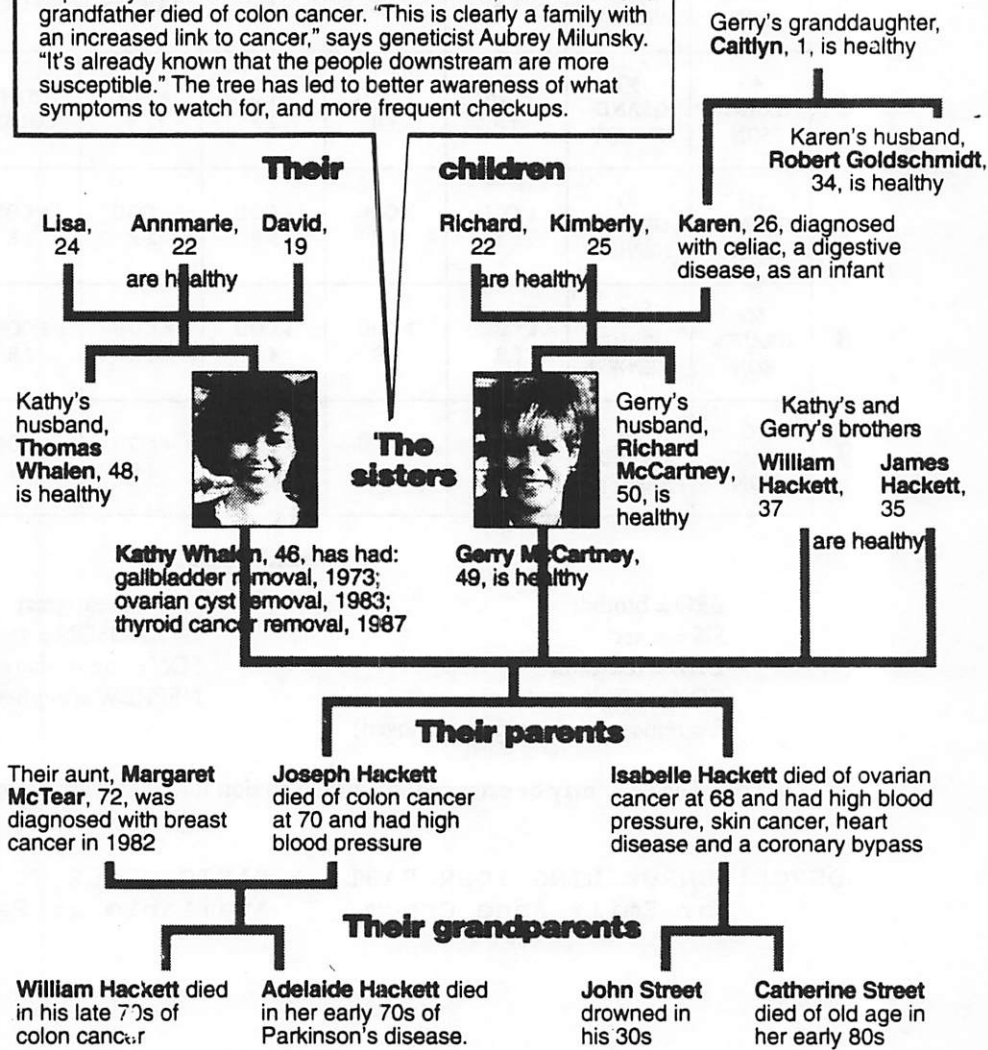 grandfather died of colon cancer. "This is clearly a family with
an increased link to cancer," says geneticist Aubrey Milunsky.
"It's already known that the people downstream are more
susceptible." The tree has led to better awareness of what
symptoms to watch for, and more frequent checkups.
Gerry's granddaughter,
Caitlyn, 1, is healthy
Karen's husband,
Robert Goldschmidt,
34, is healthy
Their children
Lisa,
24
Annmarie,
22
David,
19
are healthy
Richard,
22
Kimberly,
25
are healthy
Karen, 26, diagnosed
with celiac, a digestive
disease, as an infant
Kathy's
husband,
Thomas
Whalen, 48,
is healthy
The
sisters
Gerry's
husband,
Richard
McCartney,
50, is
healthy
Kathy's and
Gerry's brothers
William
Hackett,
37
James
Hackett,
35
are healthy
Kathy Whalen, 46, has had:
gallbladder removal, 1973;
ovarian cyst removal, 1983;
thyroid cancer removal, 1987
Gerry McCartney,
49, is healthy
Their parents
Their aunt, Margaret
McTear, 72, was
diagnosed with breast
cancer in 1982
Joseph Hackett
died of colon cancer
at 70 and had high
blood pressure
Isabelle Hackett died of ovarian
cancer at 68 and had high blood
pressure, skin cancer, heart
disease and a coronary bypass
Their grandparents
William Hackett died
in his late 70s of
colon cancer
Adelaide Hackett died
in her early 70s of
Parkinson's disease.
John Street
drowned in
his 30s
Catherine Street
died of old age in
her early 80s